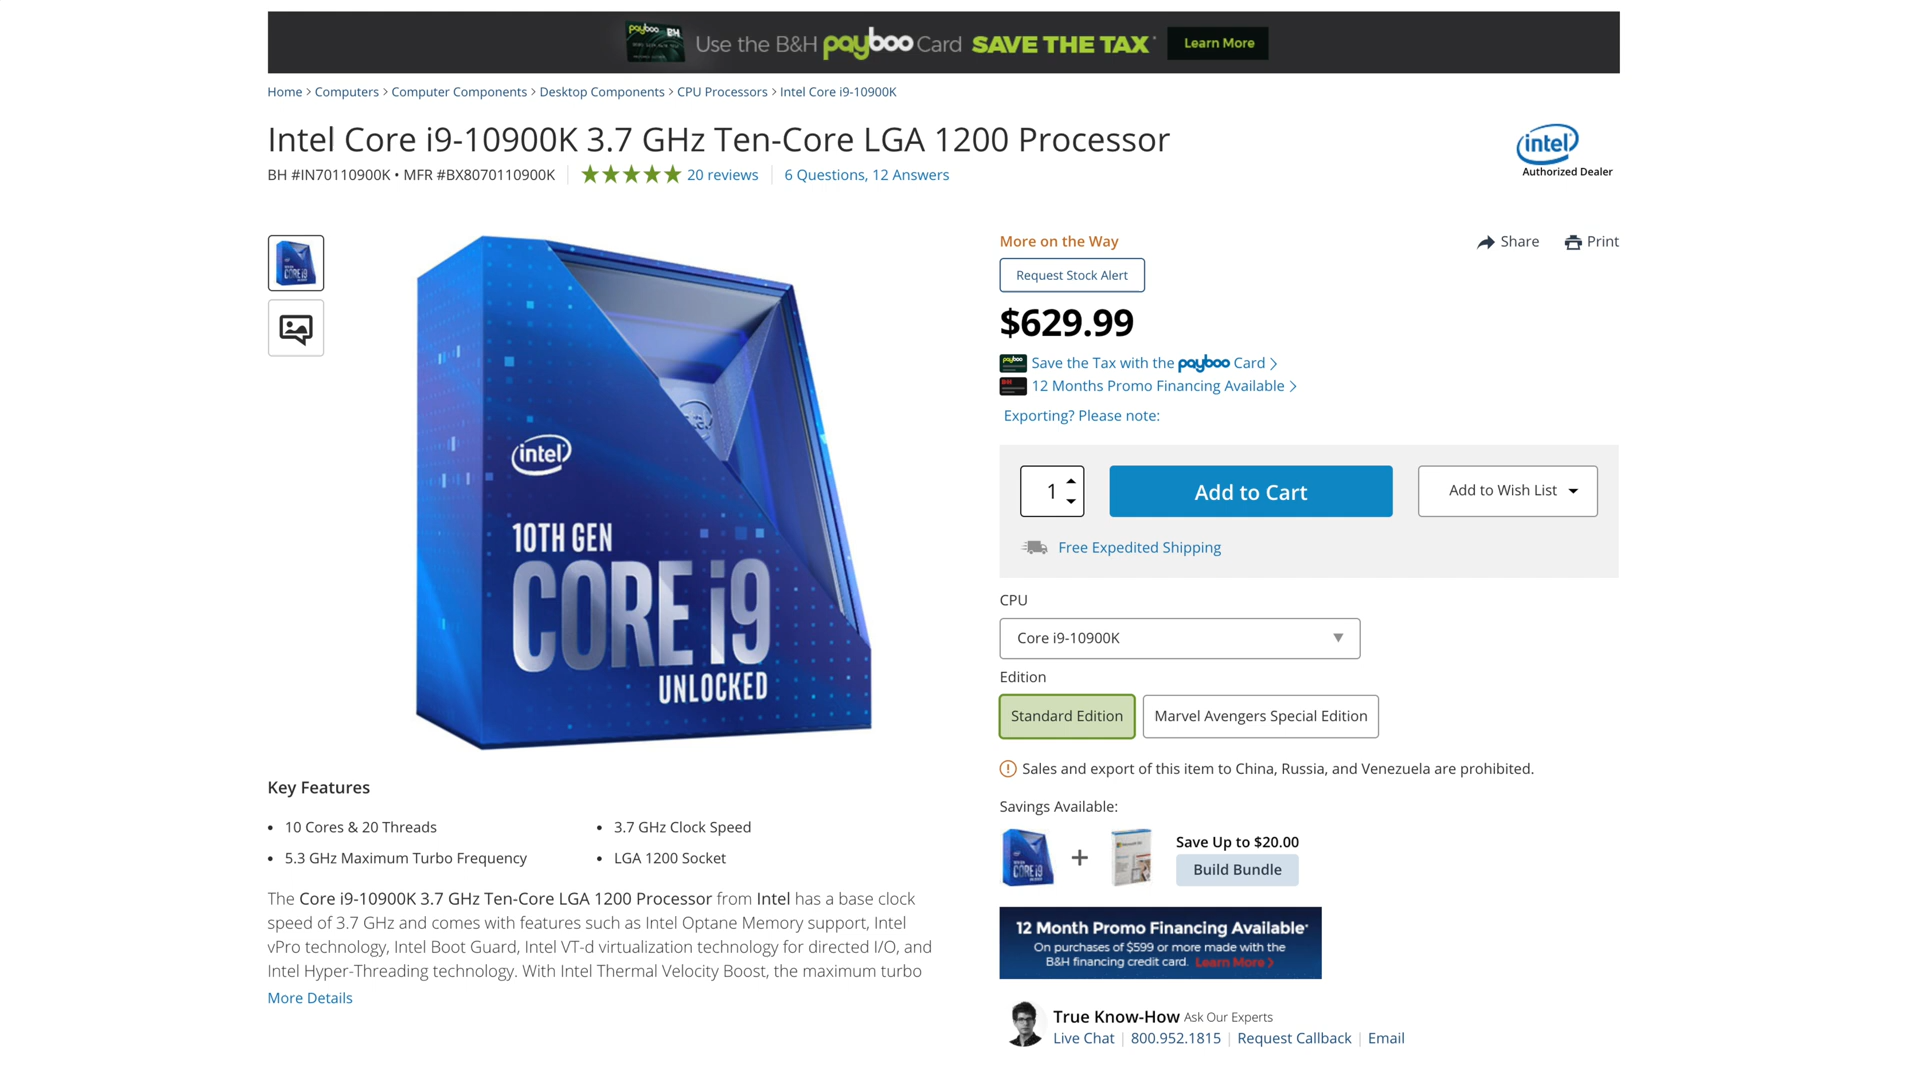 payboo BH Use the B&H payboo Card SAVE THE TAX* Learn More
Home > Computers > Computer Components > Desktop Components > CPU Processors > Intel Core i9-10900K
Intel Core i9-10900K 3.7 GHz Ten-Core LGA 1200 Processor
BH #IN70110900K • MFR #BX8070110900K
20 reviews
6 Questions, 12 Answers
intel
Authorized Dealer
CORE i9
intel
intel
10TH GEN
CORE i9
UNLOCKED
More on the Way
Share
Print
Request Stock Alert
$629.99
payboo Save the Tax with the payboo Card >
BH 12 Months Promo Financing Available >
Exporting? Please note:
1
Add to Cart
Add to Wish List
Free Expedited Shipping
CPU
Core i9-10900K
Edition
Standard Edition
Marvel Avengers Special Edition
Sales and export of this item to China, Russia, and Venezuela are prohibited.
Savings Available:
CORE i9
+
Save Up to $20.00
Build Bundle
12 Month Promo Financing Available*
On purchases of $599 or more made with the
B&H financing credit card. Learn More >
True Know-How Ask Our Experts
Live Chat | 800.952.1815 | Request Callback | Email
Key Features
• 10 Cores & 20 Threads
• 3.7 GHz Clock Speed
• 5.3 GHz Maximum Turbo Frequency
• LGA 1200 Socket
The Core i9-10900K 3.7 GHz Ten-Core LGA 1200 Processor from Intel has a base clock
speed of 3.7 GHz and comes with features such as Intel Optane Memory support, Intel
vPro technology, Intel Boot Guard, Intel VT-d virtualization technology for directed I/O, and
Intel Hyper-Threading technology. With Intel Thermal Velocity Boost, the maximum turbo
More Details